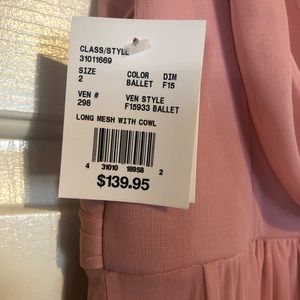 CLASS/STYLE
31011669
SIZE COLOR DIM
2 BALLET F15
VEN # VEN STYLE
298 F15933 BALLET
LONG MESH WITH COWL
4 31010 18958 2
$139.95